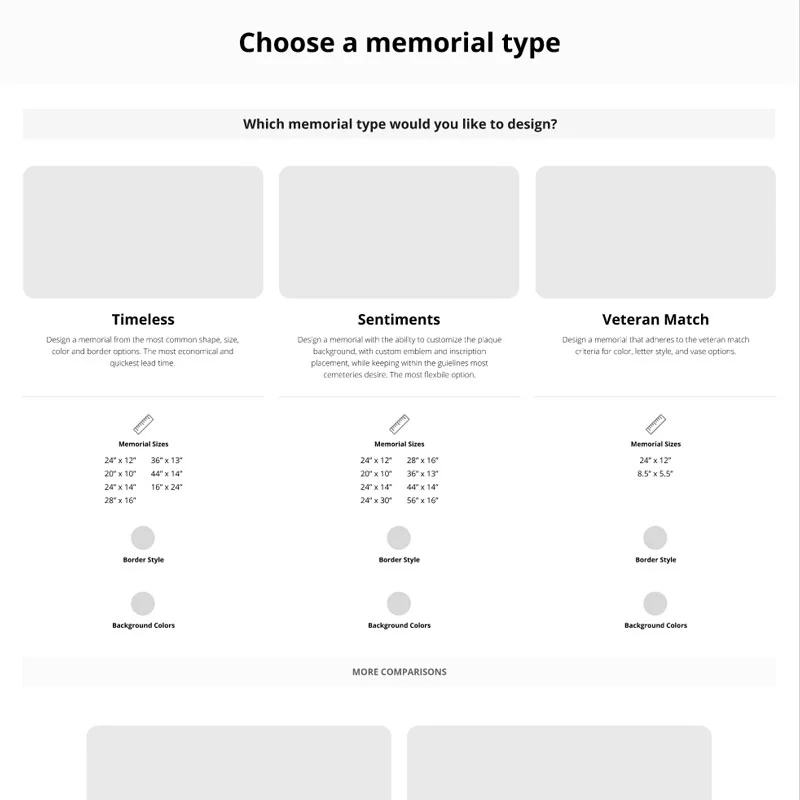 Choose a memorial type
Which memorial type would you like to design?
Timeless
Design a memorial from the most common shape, size,
color and border options. The most economical and
quickest lead time.
Sentiments
Design a memorial with the ability to customize the plaque
background, with custom emblem and inscription
placement, while keeping within the guielines most
cemeteries desire. The most flexbile option.
Veteran Match
Design a memorial that adheres to the veteran match
criteria for color, letter style, and vase options.
Memorial Sizes
24” x 12” 36” x 13”
20” x 10” 44” x 14”
24” x 14” 16” x 24”
28” x 16”
Border Style
Background Colors
Memorial Sizes
24” x 12” 28” x 16”
20” x 10” 36” x 13”
24” x 14” 44” x 14”
24” x 30” 56” x 16”
Border Style
Background Colors
Memorial Sizes
24” x 12”
8.5” x 5.5”
Border Style
Background Colors
MORE COMPARISONS